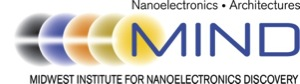 Nanoelectronics • Architectures
MIND
MIDWEST INSTITUTE FOR NANOELECTRONICS DISCOVERY